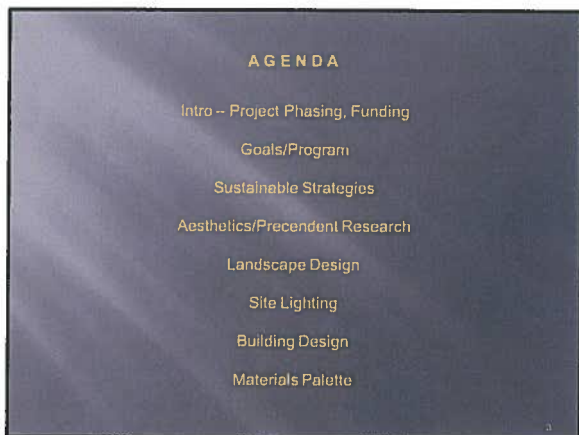 AGENDA
Intro -- Project Phasing, Funding
Goals/Program
Sustainable Strategies
Aesthetics/Precendent Research
Landscape Design
Site Lighting
Building Design
Materials Palette
3